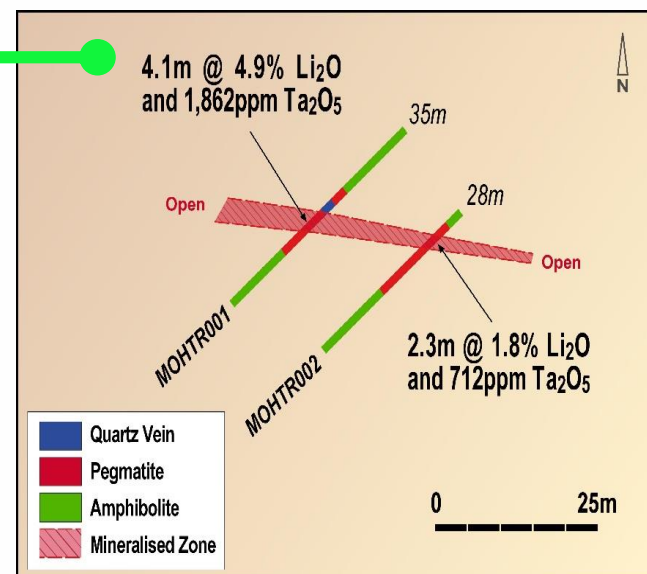 4.1m @ 4.9% Li₂O
and 1,862ppm Ta₂O₅
N
35m
28m
Open
Open
MOHTR001
MOHTR002
2.3m @ 1.8% Li₂O
and 712ppm Ta₂O₅
Quartz Vein
Pegmatite
Amphibolite
Mineralised Zone
0 25m